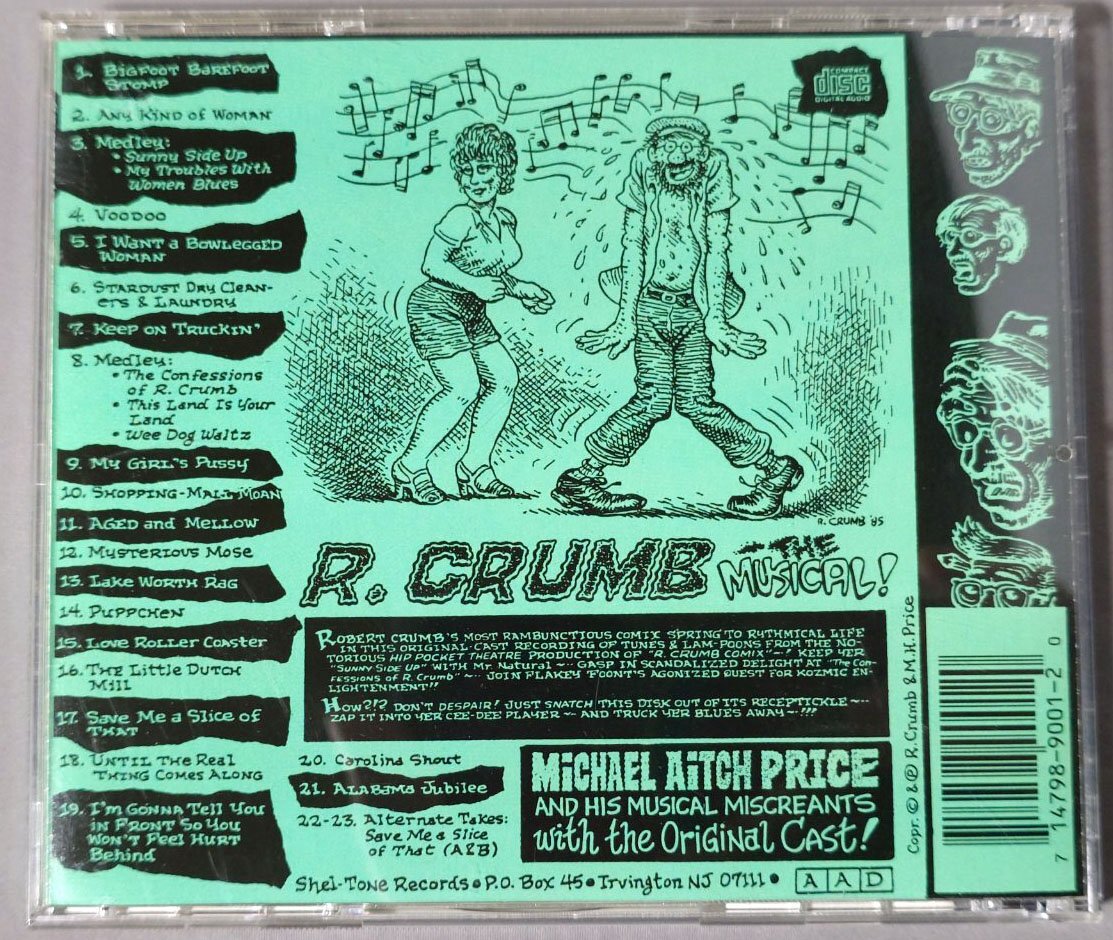 1. Bigfoot Barefoot
Stomp
2. Any Kind of Woman
3. Medley:
• Sunny Side Up
• My Troubles With
Women Blues
4. Voodoo
5. I Want a Bowlegged
Woman
6. Stardust Dry Clean-
ers & Laundry
7. Keep on Truckin'
8. Medley:
• The Confessions
of R. Crumb
• This Land Is Your
Land
• Wee Dog Waltz
9. My Girl's Pussy
10. Shopping-Mall Moan
11. Aged and Mellow
12. Mysterious Mose
13. Lake Worth Rag
14. Puppchen
15. Love Roller Coaster
16. The Little Dutch
Mill
17. Save Me a Slice of
That
18. Until the Real
Thing Comes Along
19. I'm Gonna Tell You
in Front So You
Won't Feel Hurt
Behind
20. Carolina Shout
21. Alabama Jubilee
22-23. Alternate Takes:
Save Me a Slice
of That (A&B)
COMPACT
disc
DIGITAL AUDIO
R. CRUMB '85
R. CRUMB
—THE
MUSICAL!
Robert Crumb's most rambunctious comix spring to rythmical life
in this original-cast recording of tunes & lam-poons from the no-
torious Hip Pocket Theatre production of "R. Crumb Comix" ~ Keep yer
"Sunny Side Up" with Mr. Natural ~ Gasp in scandalized delight at "The Con-
fessions of R. Crumb" ~ Join Flakey Foont's agonized quest for kozmic en-
lightenment!!
How?!? Don't despair! Just snatch this disk out of its receptickle ~
zap it into yer cee-dee player ~ and truck yer blues away ~!!!
MICHAEL AITCH PRICE
AND HIS MUSICAL MISCREANTS
with the Original Cast!
Shel-Tone Records • P.O. Box 45 • Irvington NJ 07111 •
A A D
Copr. © & ℗ R. Crumb & M.H. Price
7 14798-9001-2 0